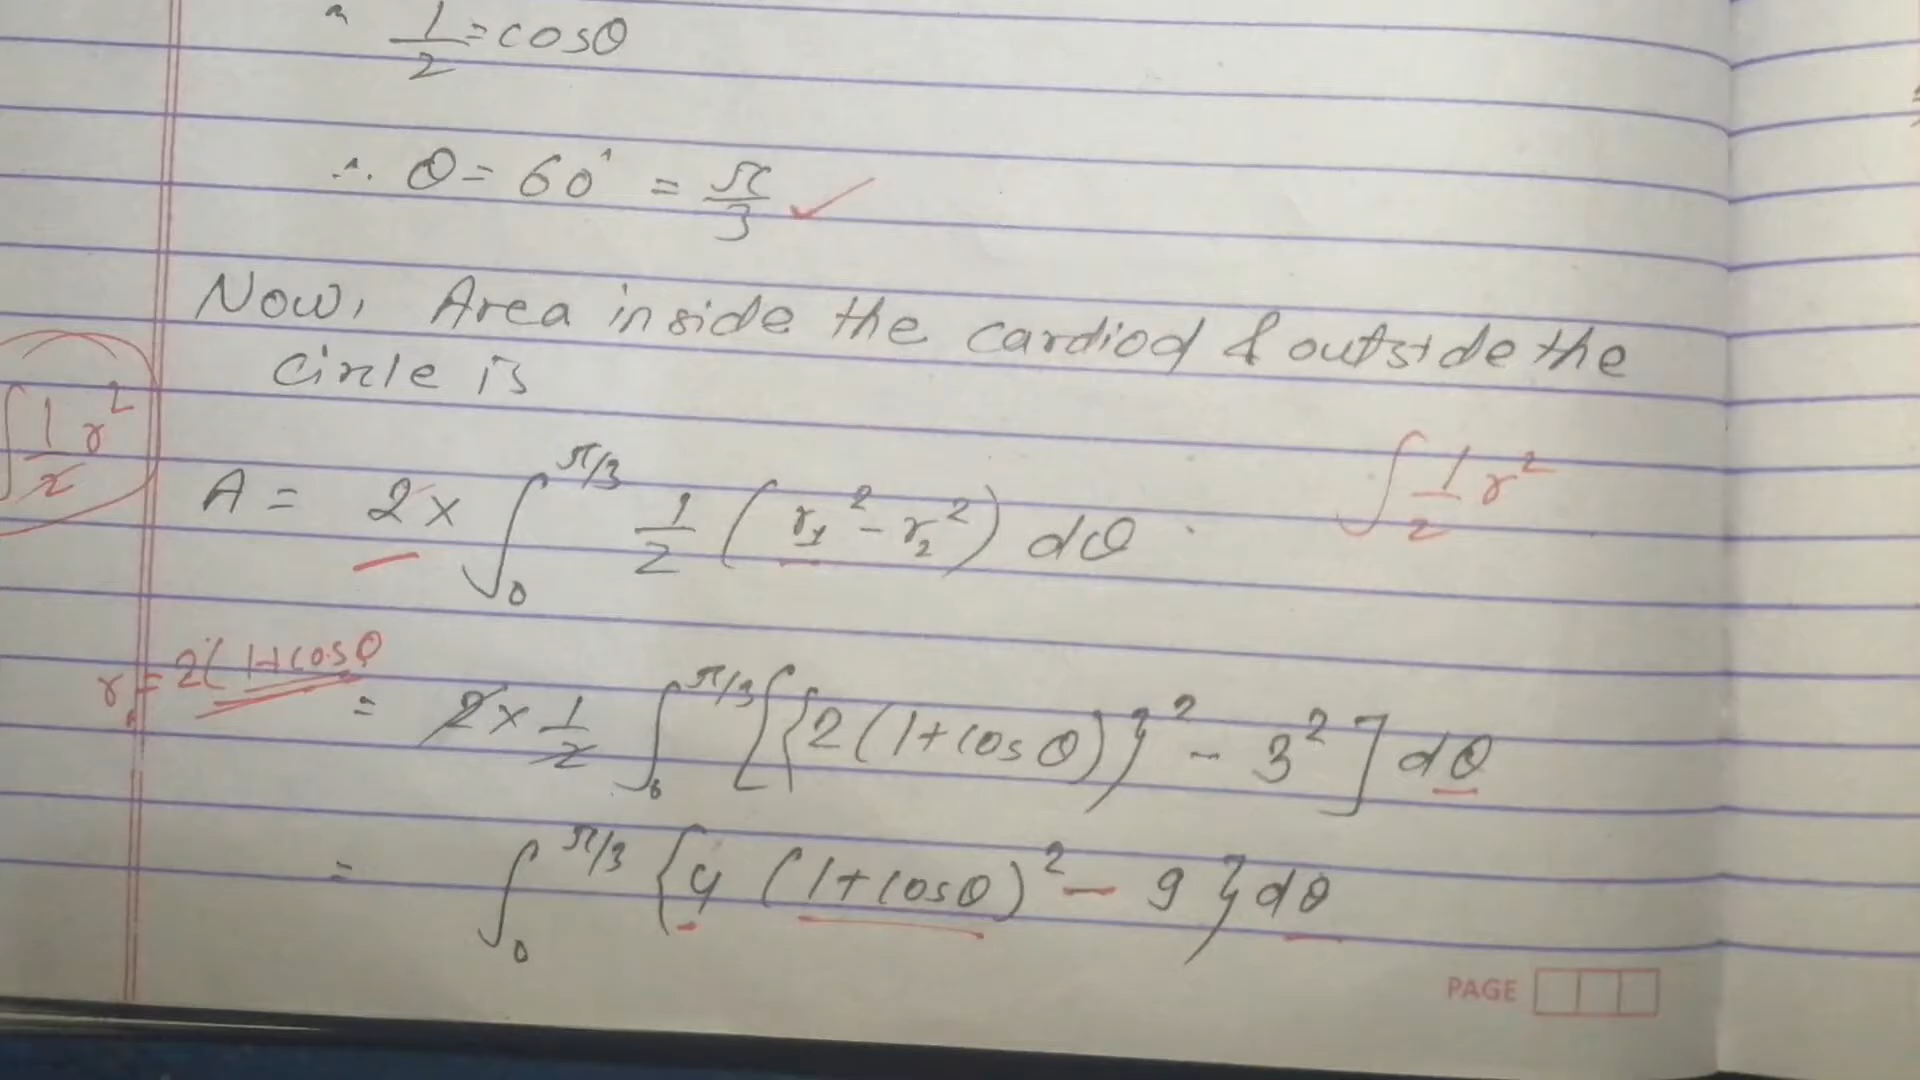 ∴ 1/2 = cosθ
∴ θ = 60° = π/3 ✓
Now, Area inside the cardiod & outside the
circle is
∫ 1/2 r²
A = 2 × ∫₀^π/3 1/2 (r₁² - r₂²) dθ
∫ 1/2 r²
r₁ = 2(1+cosθ
= 2 × 1/2 ∫₀^π/3 [{2(1+cosθ)}² - 3²] dθ
= ∫₀^π/3 {4 (1+cosθ)² - 9} dθ
PAGE